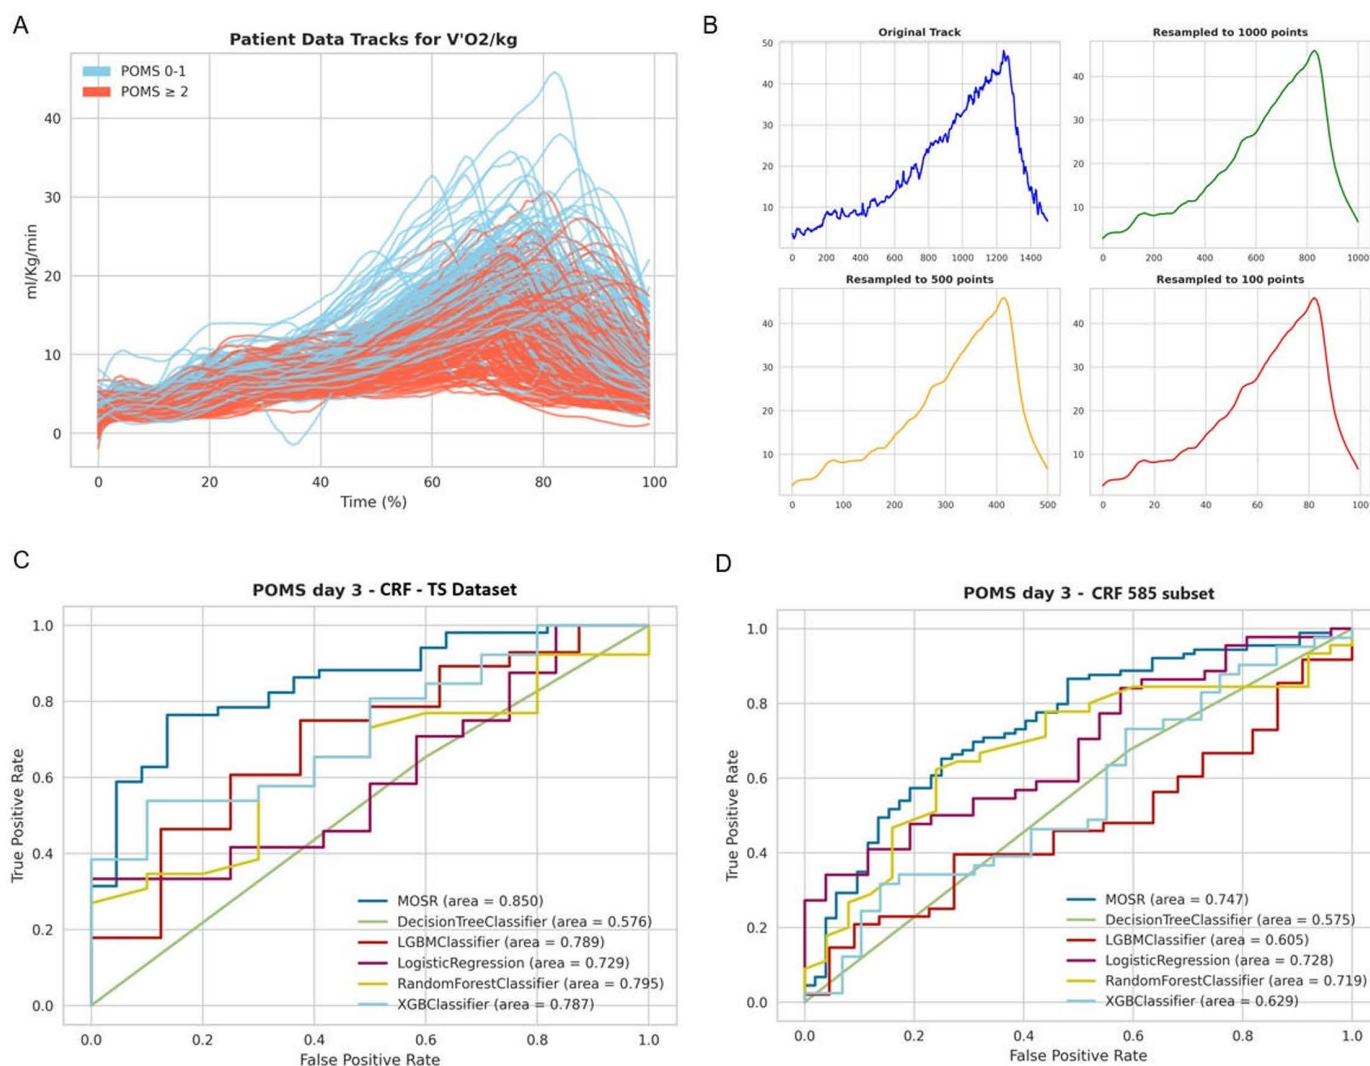 A
Patient Data Tracks for V'O2/kg
POMS 0-1
POMS ≥ 2
ml/Kg/min
40
30
20
10
0
0 20 40 60 80 100
Time (%)
B
Original Track
50
40
30
20
10
0 200 400 600 800 1000 1200 1400
Resampled to 1000 points
40
30
20
10
0 200 400 600 800 1000
Resampled to 500 points
40
30
20
10
0 100 200 300 400 500
Resampled to 100 points
40
30
20
10
0 20 40 60 80 100
C
POMS day 3 - CRF - TS Dataset
True Positive Rate
1.0
0.8
0.6
0.4
0.2
0.0
MOSR (area = 0.850)
DecisionTreeClassifier (area = 0.576)
LGBMClassifier (area = 0.789)
LogisticRegression (area = 0.729)
RandomForestClassifier (area = 0.795)
XGBClassifier (area = 0.787)
0.0 0.2 0.4 0.6 0.8 1.0
False Positive Rate
D
POMS day 3 - CRF 585 subset
True Positive Rate
1.0
0.8
0.6
0.4
0.2
0.0
MOSR (area = 0.747)
DecisionTreeClassifier (area = 0.575)
LGBMClassifier (area = 0.605)
LogisticRegression (area = 0.728)
RandomForestClassifier (area = 0.719)
XGBClassifier (area = 0.629)
0.0 0.2 0.4 0.6 0.8 1.0
False Positive Rate